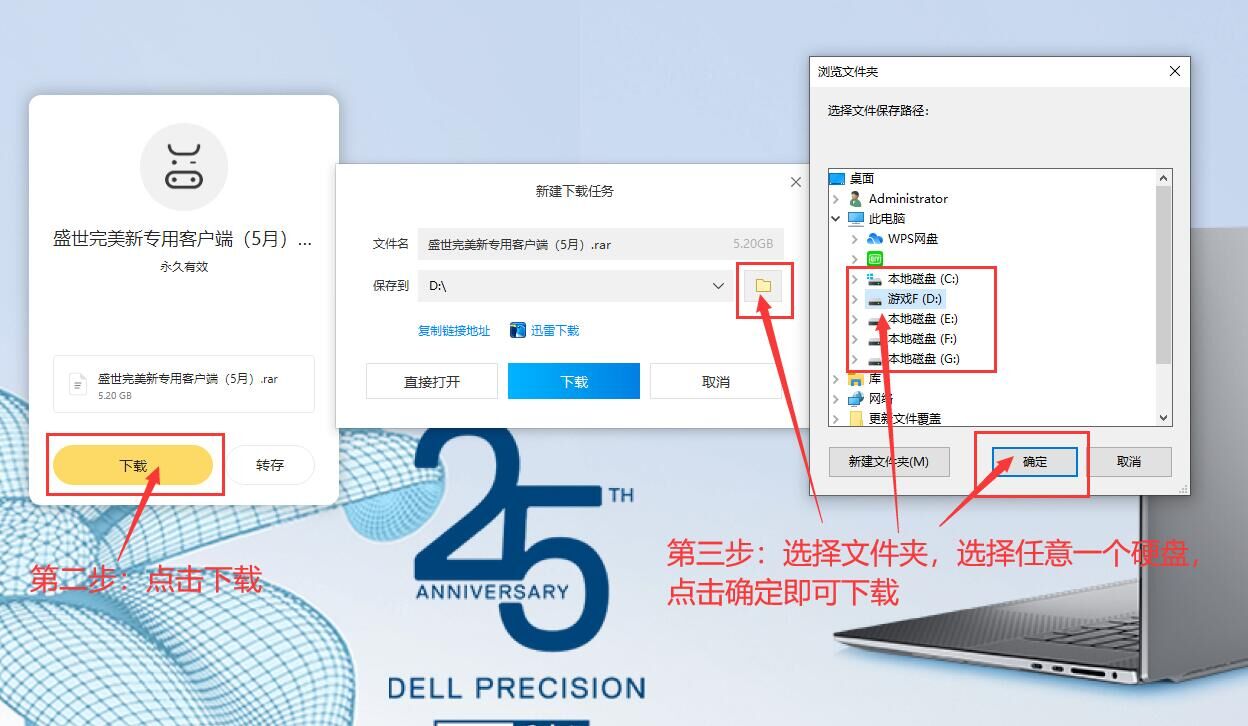 盛世完美新专用客户端（5月）...
永久有效
盛世完美新专用客户端（5月）.rar
5.20 GB
下载
转存
第二步：点击下载
新建下载任务
文件名
盛世完美新专用客户端（5月）.rar
5.20GB
保存到
D:\
复制链接地址
迅雷下载
直接打开
下载
取消
浏览文件夹
选择文件保存路径：
桌面
Administrator
此电脑
WPS网盘
本地磁盘 (C:)
游戏F (D:)
本地磁盘 (E:)
本地磁盘 (F:)
本地磁盘 (G:)
库
网络
更新文件覆盖
新建文件夹(M)
确定
取消
第三步：选择文件夹，选择任意一个硬盘，
点击确定即可下载
25TH
ANNIVERSARY
DELL PRECISION